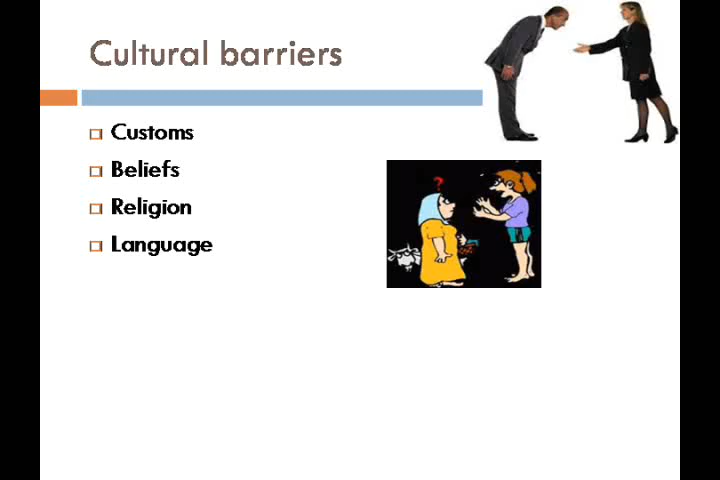 Cultural barriers
Customs
Beliefs
Religion
Language
?